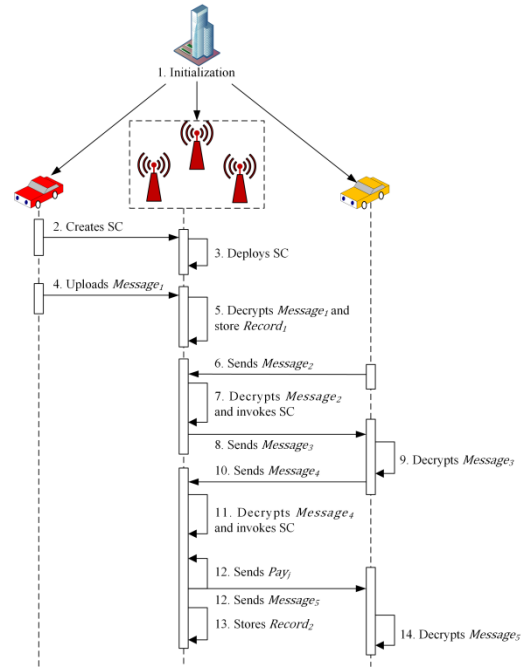 1. Initialization
2. Creates SC
3. Deploys SC
4. Uploads Message1
5. Decrypts Message1 and
store Record1
6. Sends Message2
7. Decrypts Message2
and invokes SC
8. Sends Message3
9. Decrypts Message3
10. Sends Message4
11. Decrypts Message4
and invokes SC
12. Sends Payj
12. Sends Message5
13. Stores Record2
14. Decrypts Message5